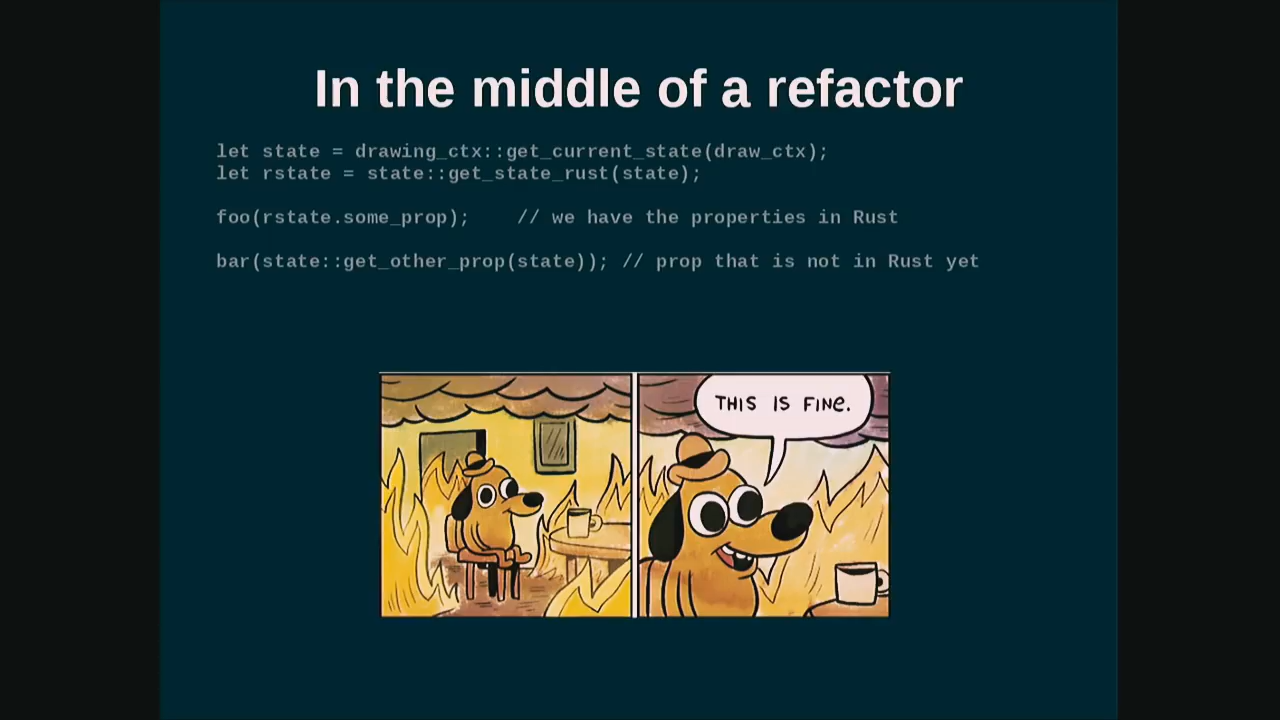 In the middle of a refactor
let state = drawing_ctx::get_current_state(draw_ctx);
let rstate = state::get_state_rust(state);
foo(rstate.some_prop);    // we have the properties in Rust
bar(state::get_other_prop(state)); // prop that is not in Rust yet
THIS IS FINE.